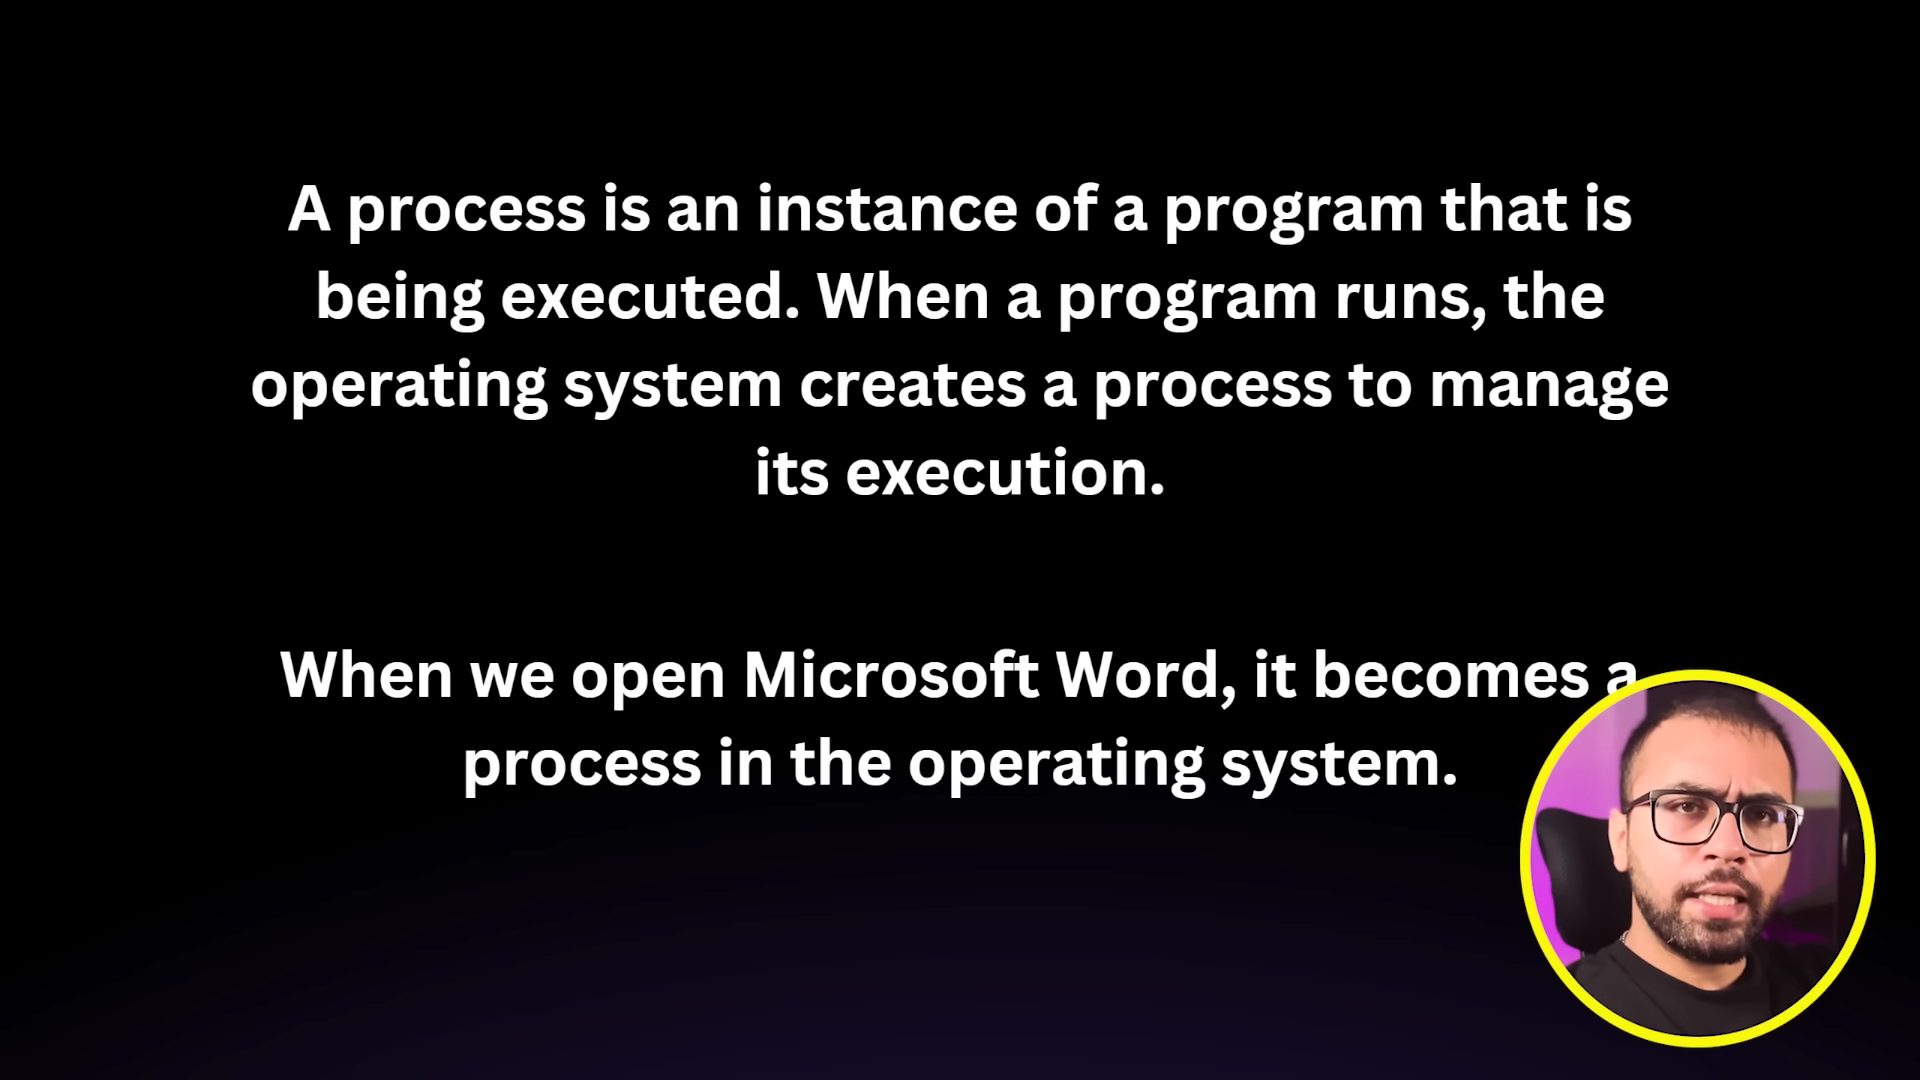 A process is an instance of a program that is
being executed. When a program runs, the
operating system creates a process to manage
its execution.
When we open Microsoft Word, it becomes a
process in the operating system.